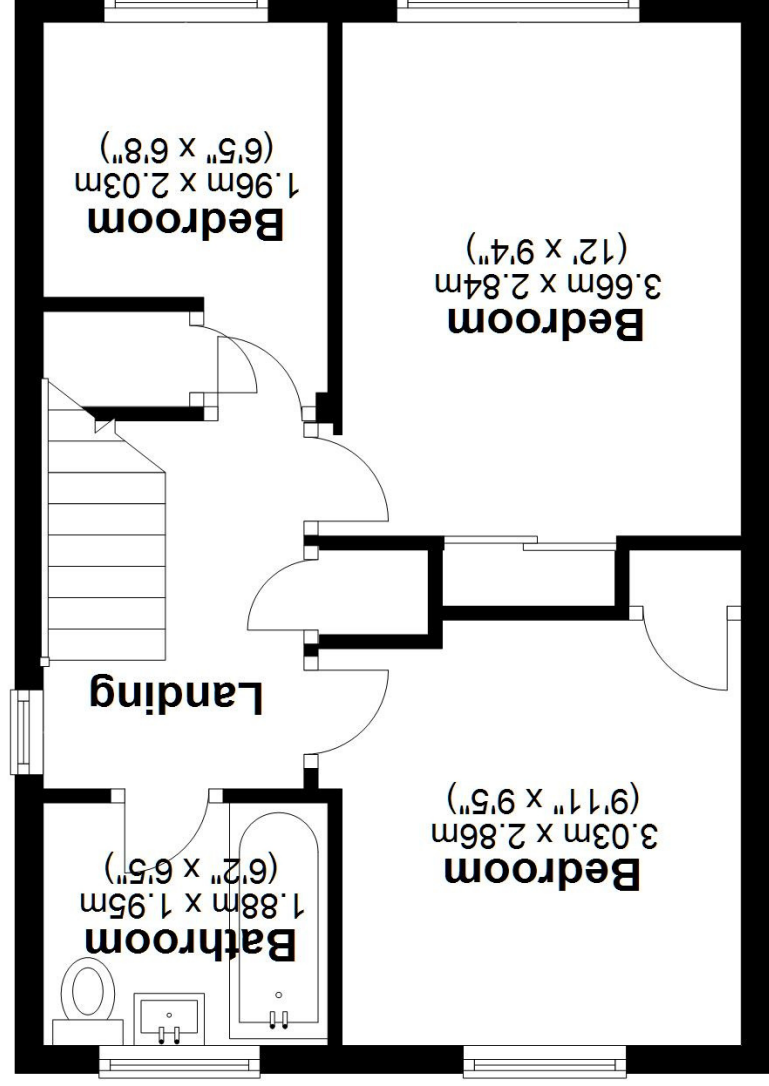 Bathroom
1.88m x 1.95m
(6'2" x 6'5")
Bedroom
3.03m x 2.86m
(9'11" x 9'5")
Landing
Bedroom
3.66m x 2.84m
(12' x 9'4")
Bedroom
1.96m x 2.03m
(6'5" x 6'8")